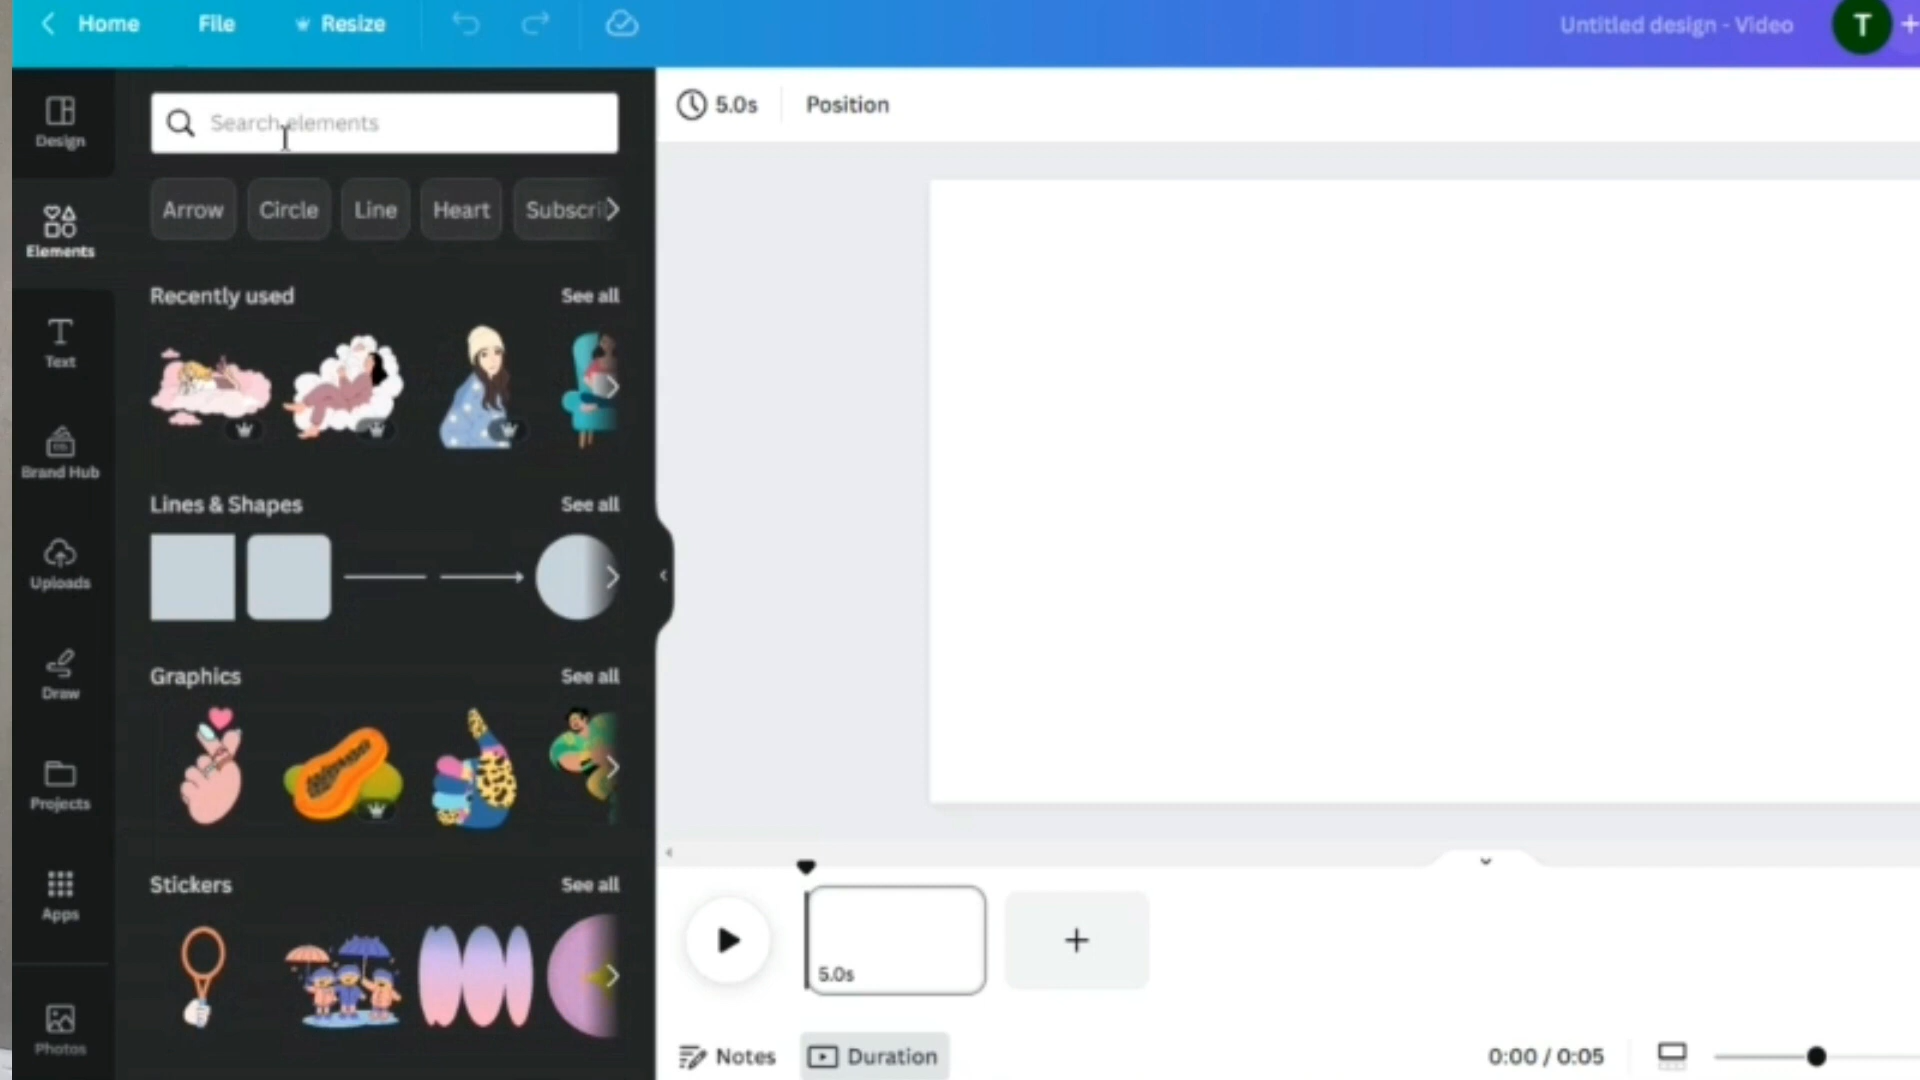 Home File Resize Untitled design - Video T
Design
Search elements
5.0s Position
Arrow Circle Line Heart Subscri
Elements
Recently used See all
Text
Brand Hub
Lines & Shapes See all
Uploads
Graphics See all
Draw
Projects
Stickers See all
Apps
5.0s
Photos
Notes Duration 0:00 / 0:05